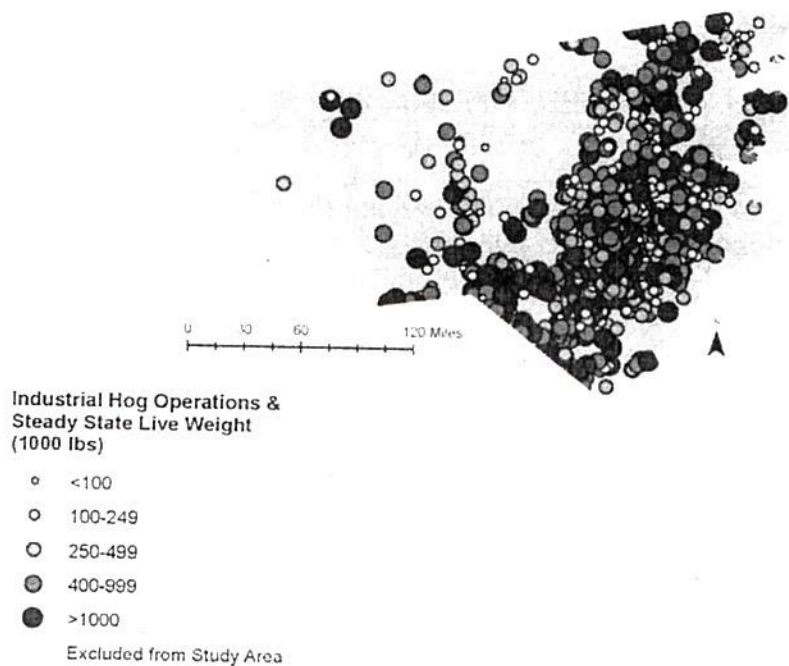 0 30 60 120 Miles
Industrial Hog Operations &
Steady State Live Weight
(1000 lbs)
<100
100-249
250-499
400-999
>1000
Excluded from Study Area